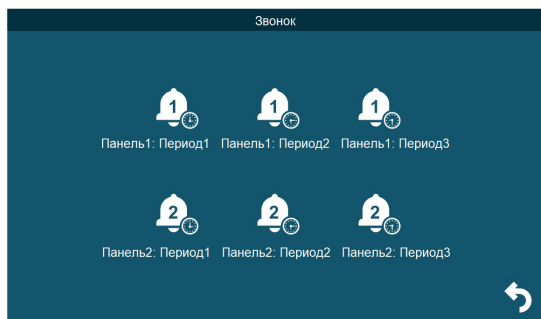 Звонок
1 1 1
Панель1: Период1 Панель1: Период2 Панель1: Период3
2 2 2
Панель2: Период1 Панель2: Период2 Панель2: Период3